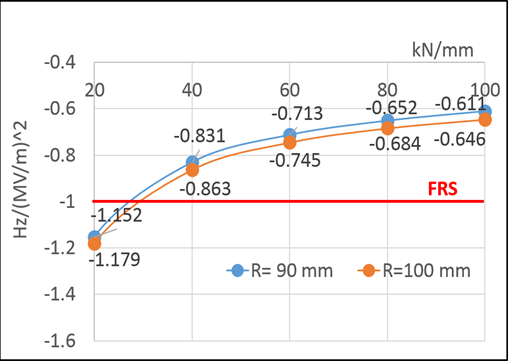 kN/mm
-0.4
20 40 60 80 100
-0.6
-0.713 -0.652 -0.611
-0.831
-0.8
-0.745 -0.684 -0.646
-0.863
FRS
-1
-1.152
-1.2
-1.179
R= 90 mm R=100 mm
-1.4
-1.6
Hz/(MV/m)^2